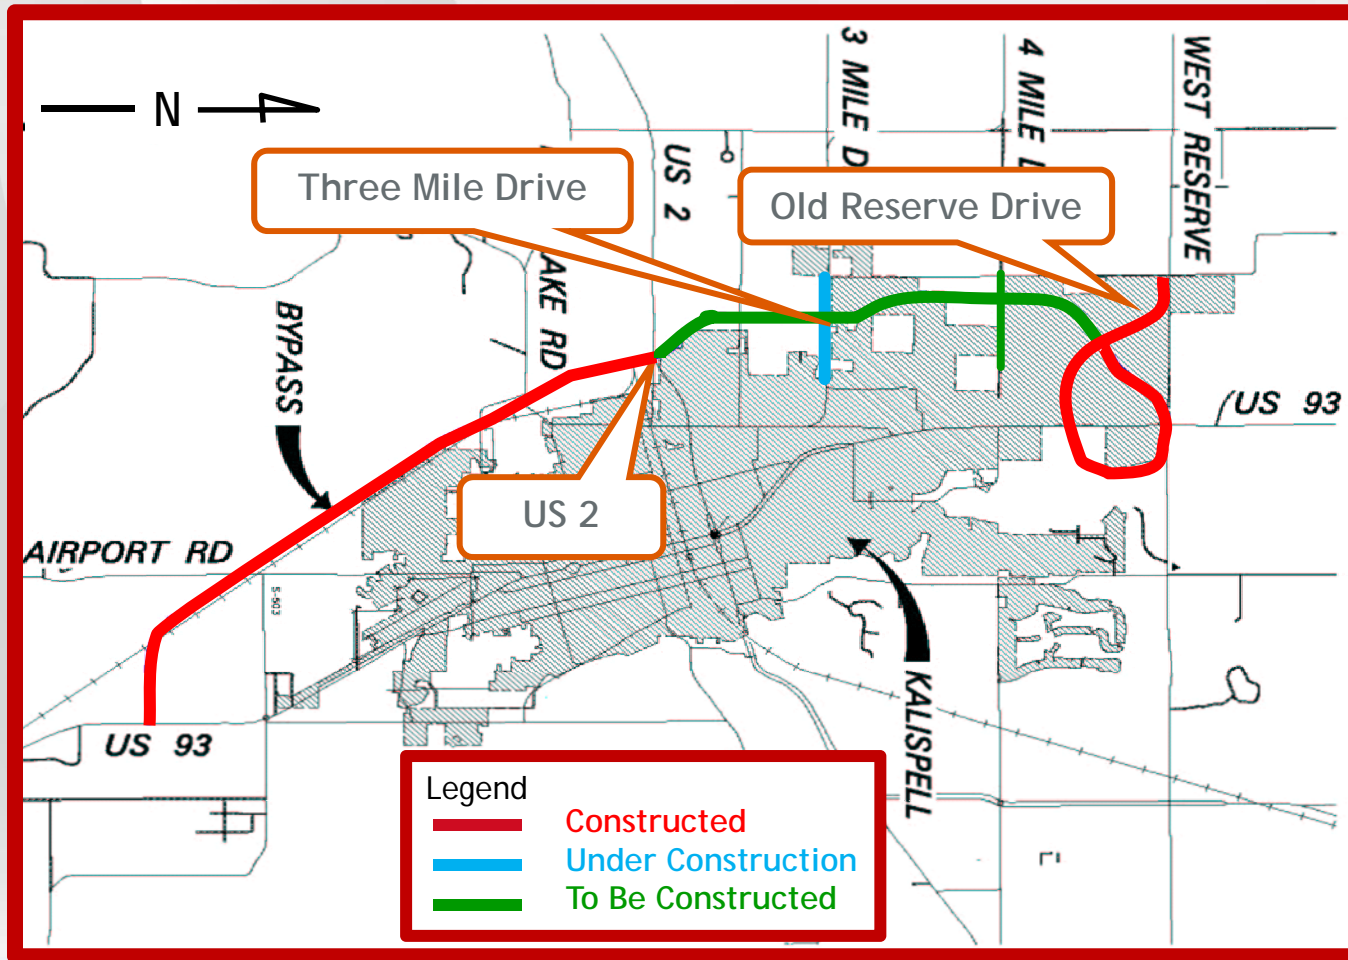 N
3 MILE D
4 MILE
WEST RESERVE
US 2
Three Mile Drive
Old Reserve Drive
AKE RD
BYPASS
US 93
US 2
AIRPORT RD
S-503
KALISPELL
US 93
Legend
Constructed
Under Construction
To Be Constructed